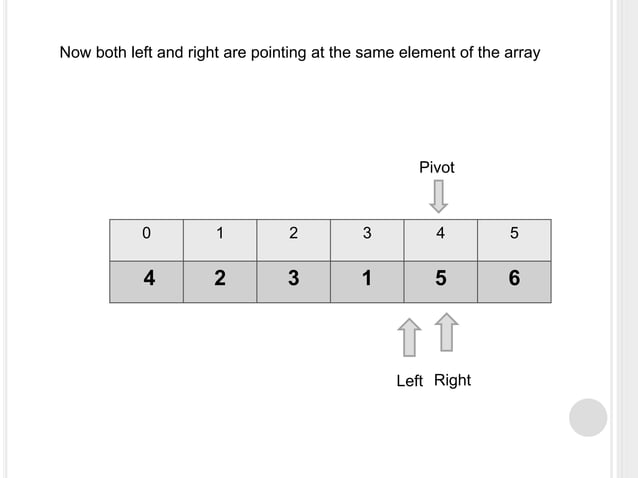 Now both left and right are pointing at the same element of the array
Pivot
0 1 2 3 4 5
4 2 3 1 5 6
Left Right